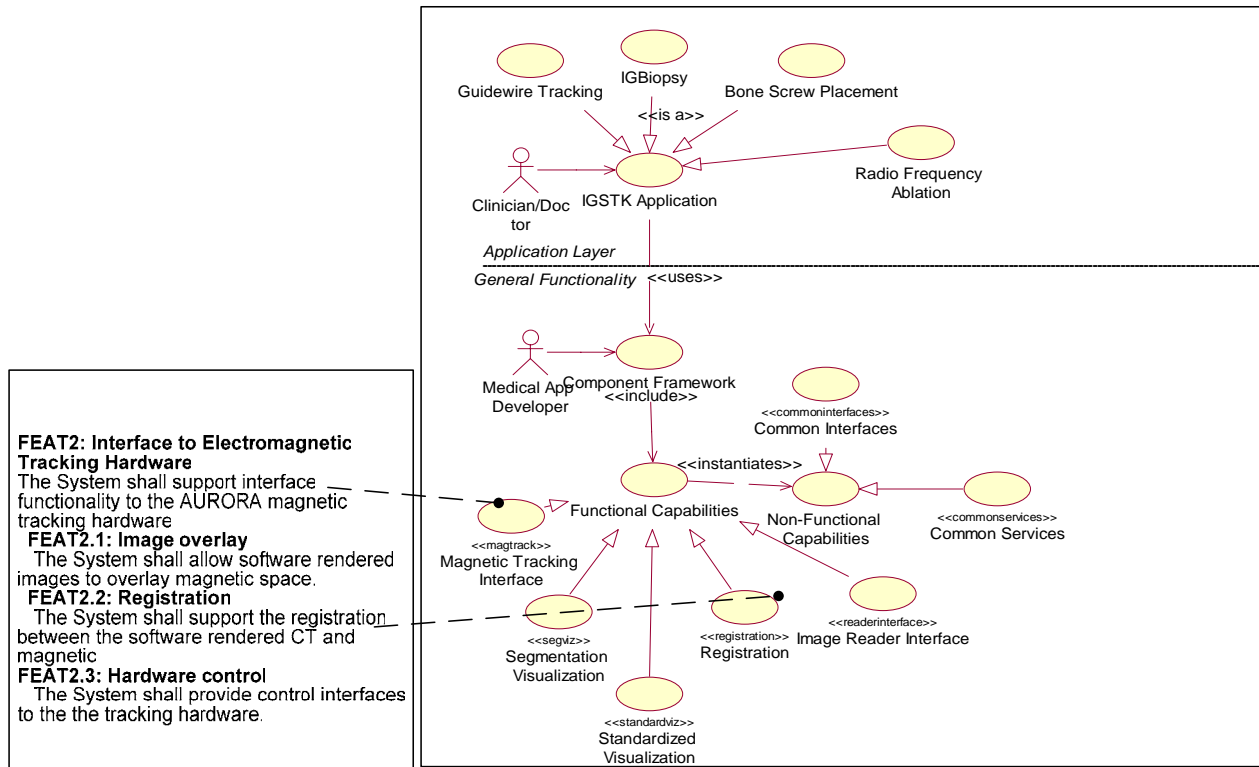 FEAT2: Interface to Electromagnetic
Tracking Hardware
The System shall support interface
functionality to the AURORA magnetic
tracking hardware
FEAT2.1: Image overlay
The System shall allow software rendered
images to overlay magnetic space.
FEAT2.2: Registration
The System shall support the registration
between the software rendered CT and
magnetic
FEAT2.3: Hardware control
The System shall provide control interfaces
to the the tracking hardware.
IGBiopsy
Guidewire Tracking
Bone Screw Placement
<<is a>>
Radio Frequency
Ablation
Clinician/Doc
tor
IGSTK Application
Application Layer
General Functionality
<<uses>>
Medical App
Developer
Component Framework
<<include>>
<<commoninterfaces>>
Common Interfaces
<<instantiates>>
Functional Capabilities
Non-Functional
Capabilities
<<commonservices>>
Common Services
<<magtrack>>
Magnetic Tracking
Interface
<<segviz>>
Segmentation
Visualization
<<registration>>
Registration
<<readerinterface>>
Image Reader Interface
<<standardviz>>
Standardized
Visualization